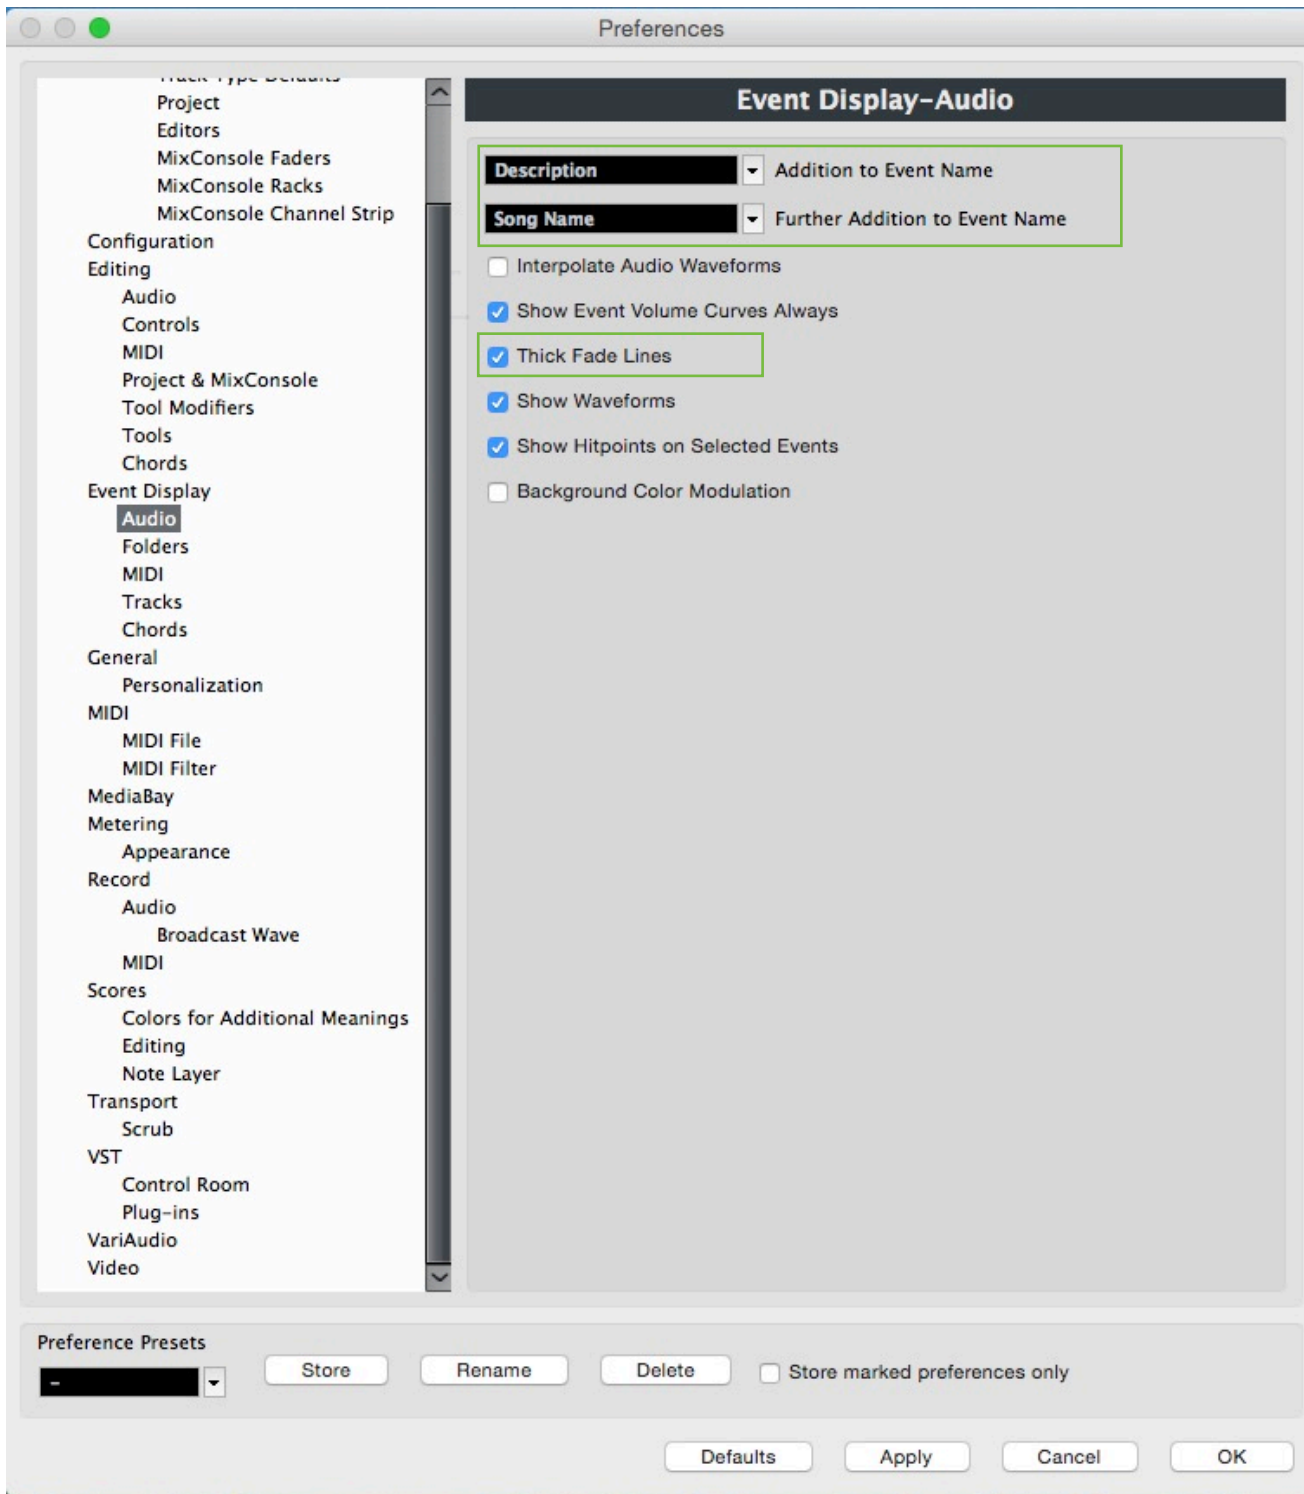 Preferences
Track Type Defaults
Project
Editors
MixConsole Faders
MixConsole Racks
MixConsole Channel Strip
Configuration
Editing
Audio
Controls
MIDI
Project & MixConsole
Tool Modifiers
Tools
Chords
Event Display
Audio
Folders
MIDI
Tracks
Chords
General
Personalization
MIDI
MIDI File
MIDI Filter
MediaBay
Metering
Appearance
Record
Audio
Broadcast Wave
MIDI
Scores
Colors for Additional Meanings
Editing
Note Layer
Transport
Scrub
VST
Control Room
Plug-ins
VariAudio
Video
Event Display-Audio
Description Addition to Event Name
Song Name Further Addition to Event Name
Interpolate Audio Waveforms
Show Event Volume Curves Always
Thick Fade Lines
Show Waveforms
Show Hitpoints on Selected Events
Background Color Modulation
Preference Presets
- Store Rename Delete Store marked preferences only
Defaults Apply Cancel OK